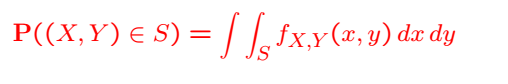 P((X, Y) ∈ S) = ∫∫_S f_{X,Y}(x, y) dx dy